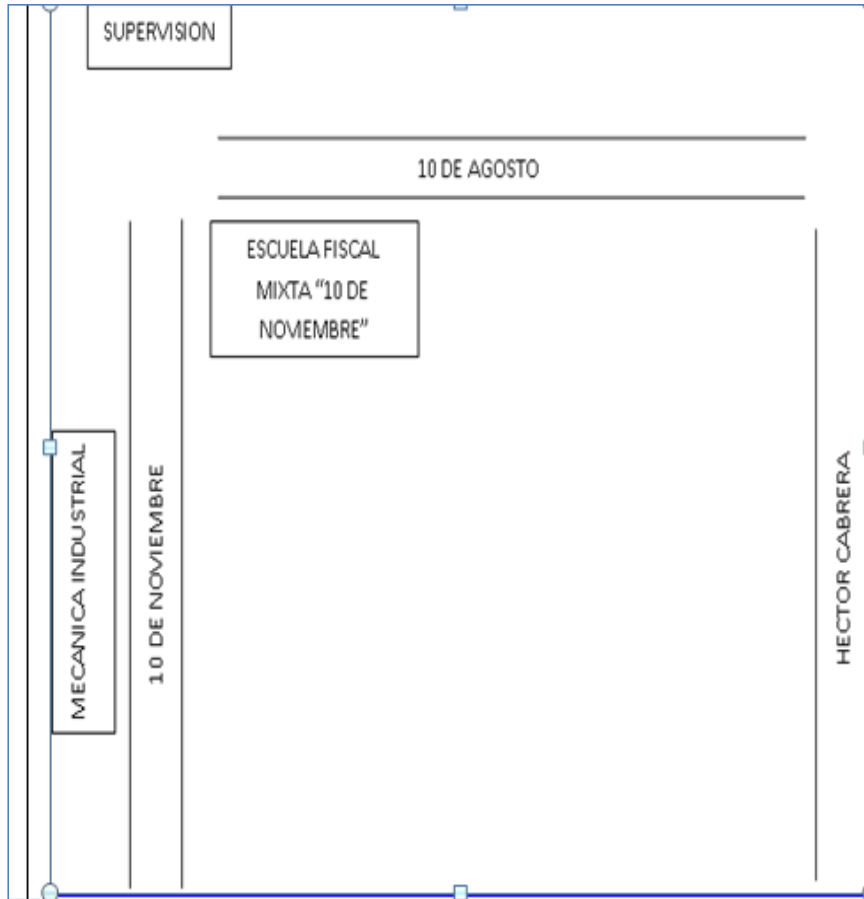 SUPERVISION
10 DE AGOSTO
ESCUELA FISCAL
MIXTA “10 DE
NOVIEMBRE”
MECANICA INDUSTRIAL
10 DE NOVIEMBRE
HECTOR CABRERA